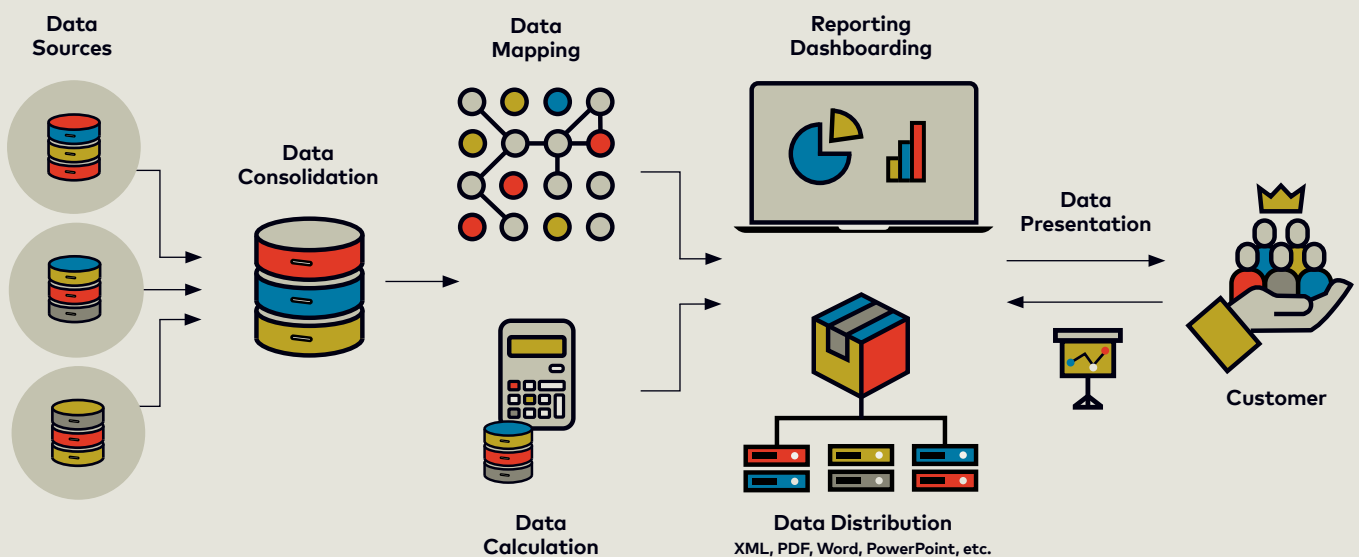 Data
Sources
Data
Consolidation
Data
Mapping
Data
Calculation
Reporting
Dashboarding
Data Distribution
XML, PDF, Word, PowerPoint, etc.
Data
Presentation
Customer